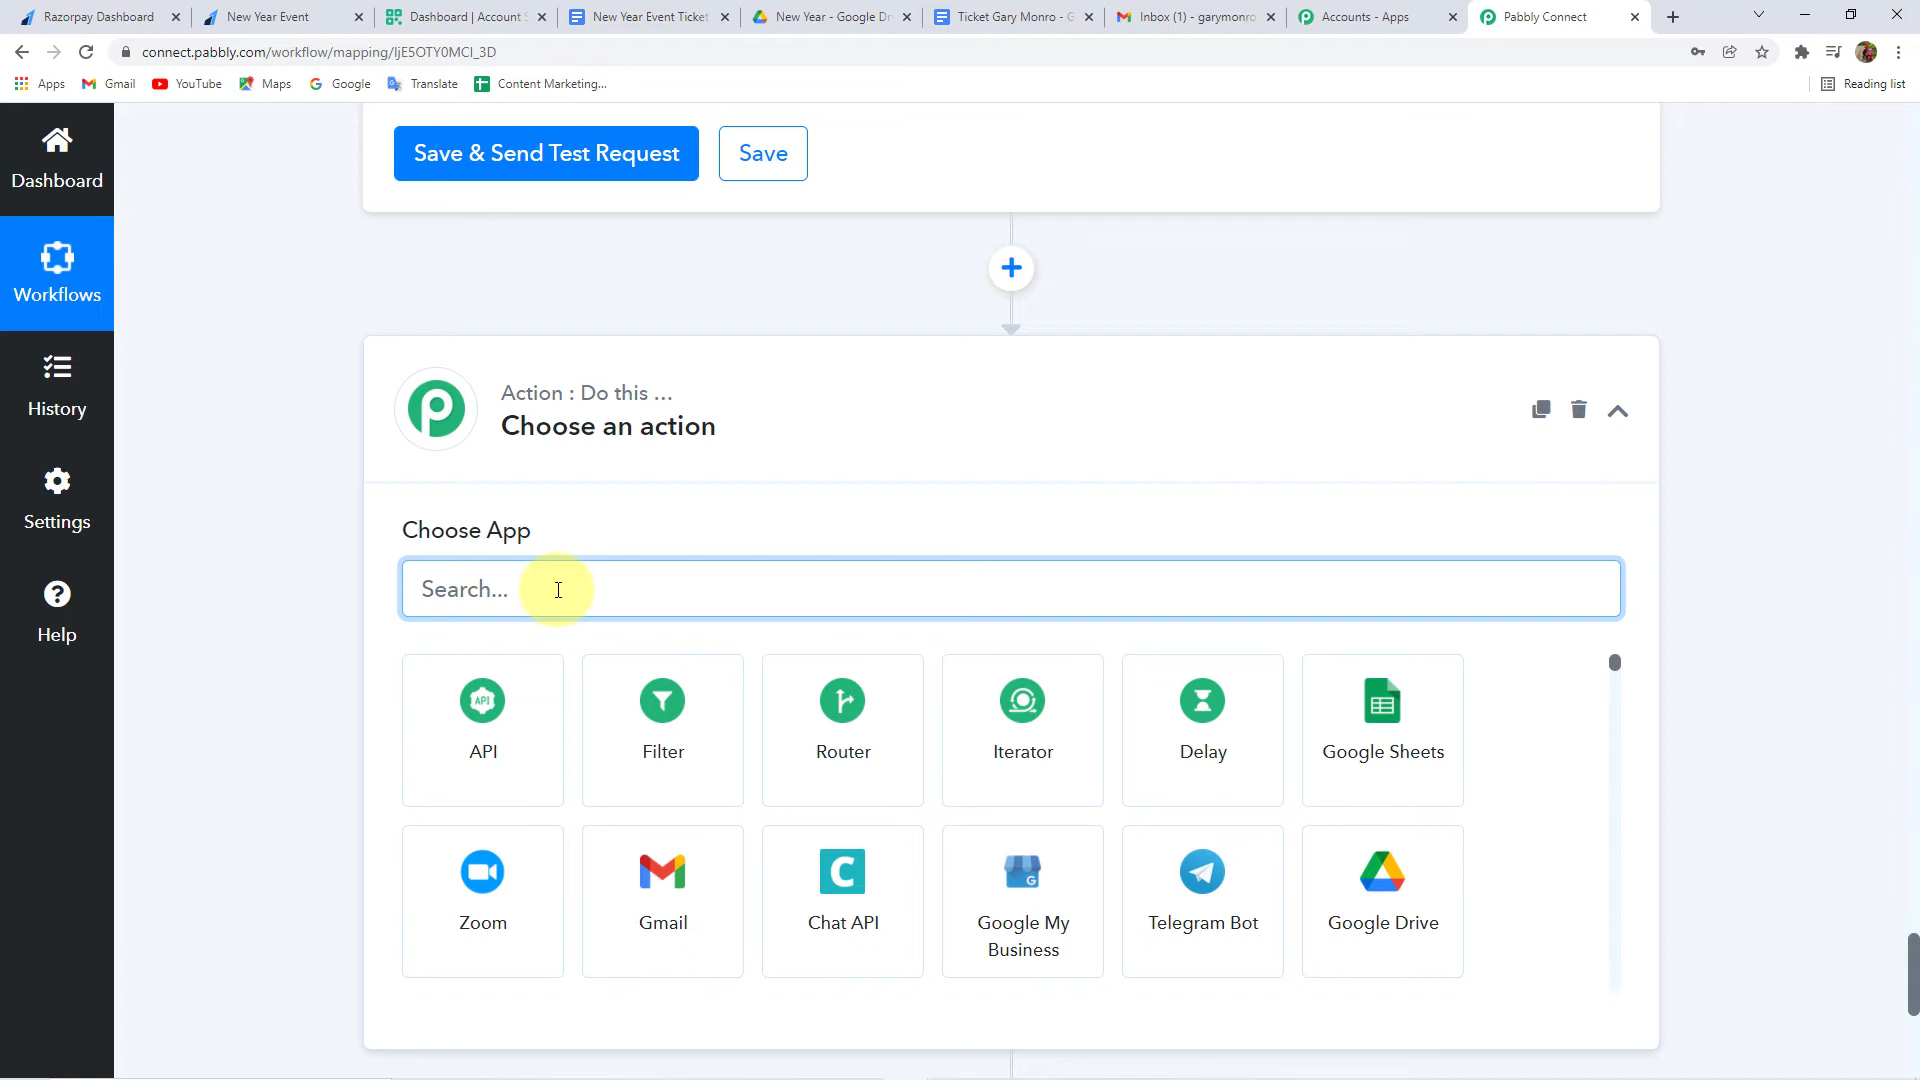 Razorpay Dashboard
New Year Event
Dashboard | Account S
New Year Event Ticket
New Year - Google Dr
Ticket Gary Monro - G
Inbox (1) - garymonro
Accounts - Apps
Pabbly Connect
connect.pabbly.com/workflow/mapping/IjE5OTY0MCI_3D
Apps
Gmail
YouTube
Maps
Google
Translate
Content Marketing...
Reading list
Dashboard
Workflows
History
Settings
Help
Save & Send Test Request
Save
Action : Do this ...
Choose an action
Choose App
Search...
API
API
Filter
Router
Iterator
Delay
Google Sheets
Zoom
Gmail
C
Chat API
G
Google My
Business
Telegram Bot
Google Drive